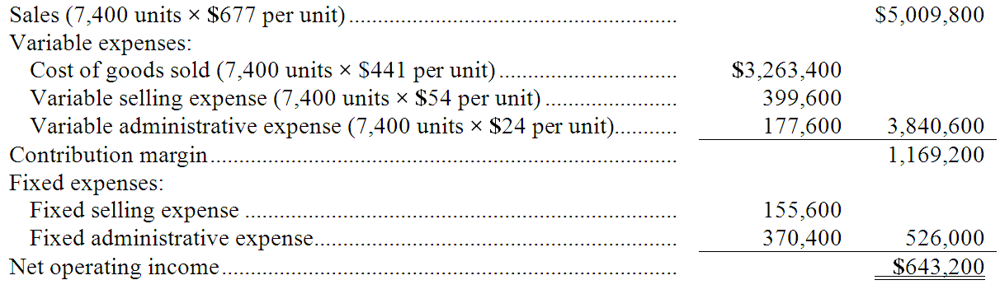 Sales (7,400 units × $677 per unit)........................................................ $5,009,800
Variable expenses:
Cost of goods sold (7,400 units × $441 per unit)................................ $3,263,400
Variable selling expense (7,400 units × $54 per unit)........................ 399,600
Variable administrative expense (7,400 units × $24 per unit)........... 177,600 3,840,600
Contribution margin.................................................................................... 1,169,200
Fixed expenses:
Fixed selling expense .............................................................................. 155,600
Fixed administrative expense.................................................................. 370,400 526,000
Net operating income.................................................................................. $643,200